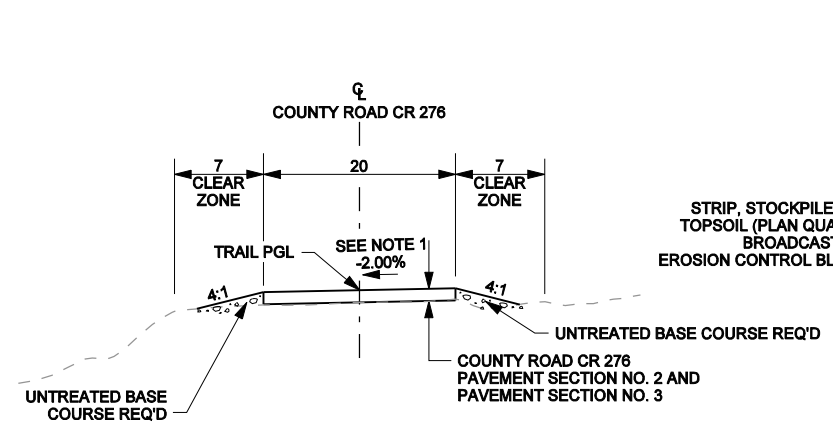 ℄
COUNTY ROAD CR 276
7
CLEAR
ZONE
20
7
CLEAR
ZONE
STRIP, STOCKPILE
TOPSOIL (PLAN QUA
BROADCAST
EROSION CONTROL BL
TRAIL PGL
SEE NOTE 1
-2.00%
4:1
4:1
UNTREATED BASE COURSE REQ'D
COUNTY ROAD CR 276
PAVEMENT SECTION NO. 2 AND
PAVEMENT SECTION NO. 3
UNTREATED BASE
COURSE REQ'D